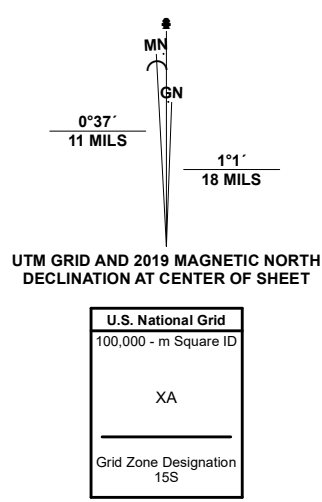 MN
GN
0°37´
11 MILS
1°1´
18 MILS
UTM GRID AND 2019 MAGNETIC NORTH
DECLINATION AT CENTER OF SHEET
U.S. National Grid
100,000 - m Square ID
XA
Grid Zone Designation
15S